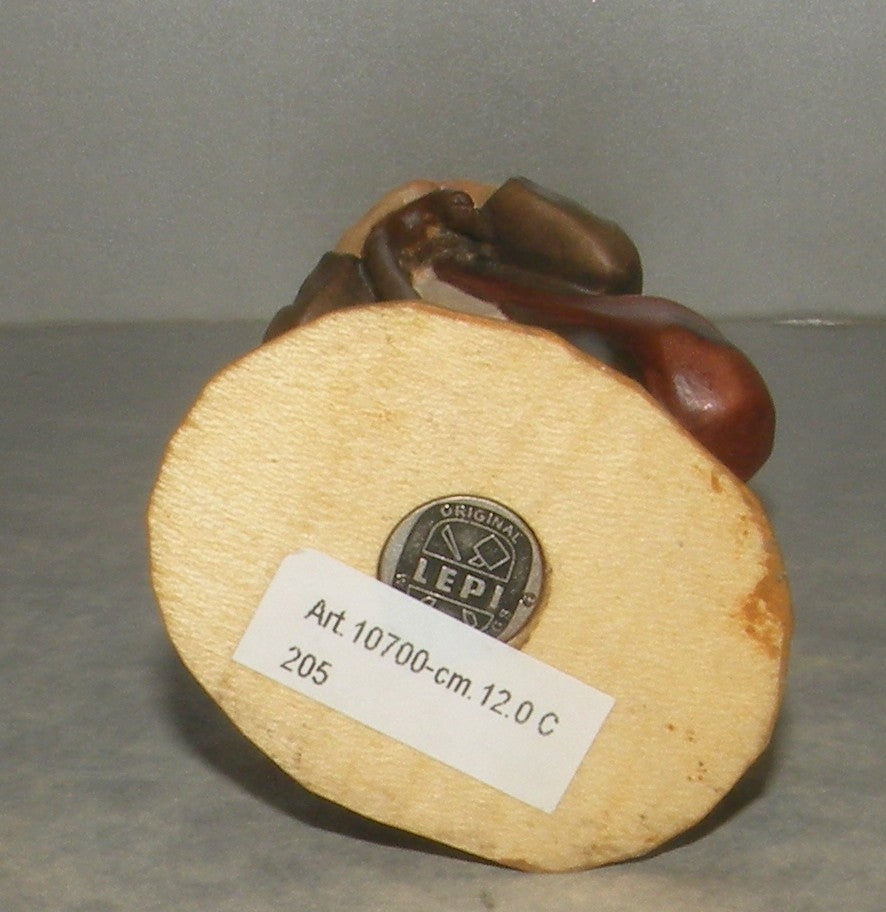 ORIGINAL
LEPI
Art. 10700-cm. 12.0 C
205